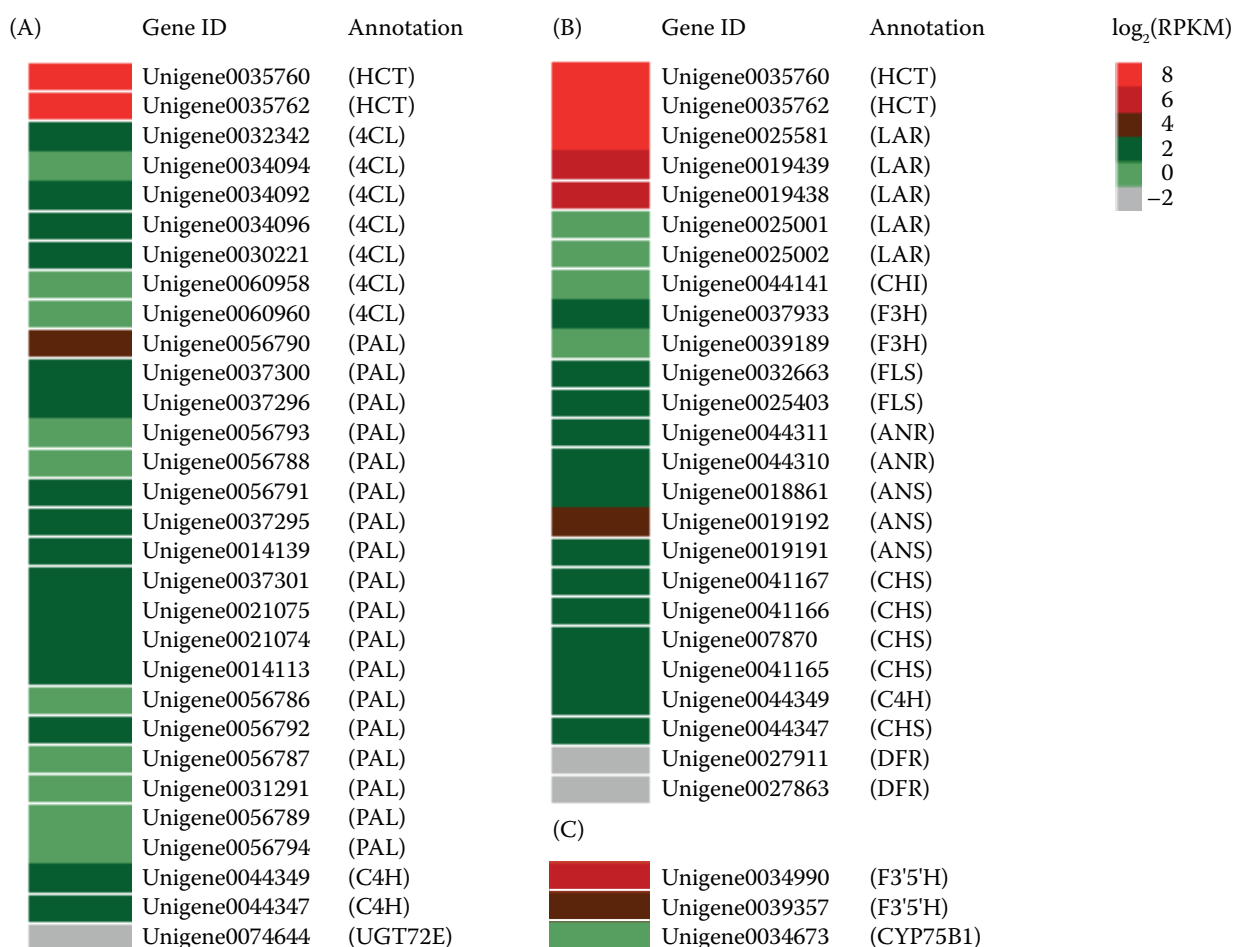 (A) Gene ID Annotation
Unigene0035760 (HCT)
Unigene0035762 (HCT)
Unigene0032342 (4CL)
Unigene0034094 (4CL)
Unigene0034092 (4CL)
Unigene0034096 (4CL)
Unigene0030221 (4CL)
Unigene0060958 (4CL)
Unigene0060960 (4CL)
Unigene0056790 (PAL)
Unigene0037300 (PAL)
Unigene0037296 (PAL)
Unigene0056793 (PAL)
Unigene0056788 (PAL)
Unigene0056791 (PAL)
Unigene0037295 (PAL)
Unigene0014139 (PAL)
Unigene0037301 (PAL)
Unigene0021075 (PAL)
Unigene0021074 (PAL)
Unigene0014113 (PAL)
Unigene0056786 (PAL)
Unigene0056792 (PAL)
Unigene0056787 (PAL)
Unigene0031291 (PAL)
Unigene0056789 (PAL)
Unigene0056794 (PAL)
Unigene0044349 (C4H)
Unigene0044347 (C4H)
Unigene0074644 (UGT72E)
(B) Gene ID Annotation
Unigene0035760 (HCT)
Unigene0035762 (HCT)
Unigene0025581 (LAR)
Unigene0019439 (LAR)
Unigene0019438 (LAR)
Unigene0025001 (LAR)
Unigene0025002 (LAR)
Unigene0044141 (CHI)
Unigene0037933 (F3H)
Unigene0039189 (F3H)
Unigene0032663 (FLS)
Unigene0025403 (FLS)
Unigene0044311 (ANR)
Unigene0044310 (ANR)
Unigene0018861 (ANS)
Unigene0019192 (ANS)
Unigene0019191 (ANS)
Unigene0041167 (CHS)
Unigene0041166 (CHS)
Unigene007870 (CHS)
Unigene0041165 (CHS)
Unigene0044349 (C4H)
Unigene0044347 (CHS)
Unigene0027911 (DFR)
Unigene0027863 (DFR)
(C)
Unigene0034990 (F3'5'H)
Unigene0039357 (F3'5'H)
Unigene0034673 (CYP75B1)
log₂(RPKM)
8
6
4
2
0
−2